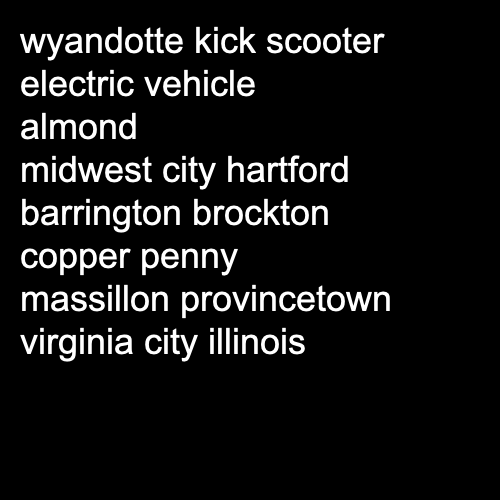 wyandotte kick scooter
electric vehicle
almond
midwest city hartford
barrington brockton
copper penny
massillon provincetown
virginia city illinois